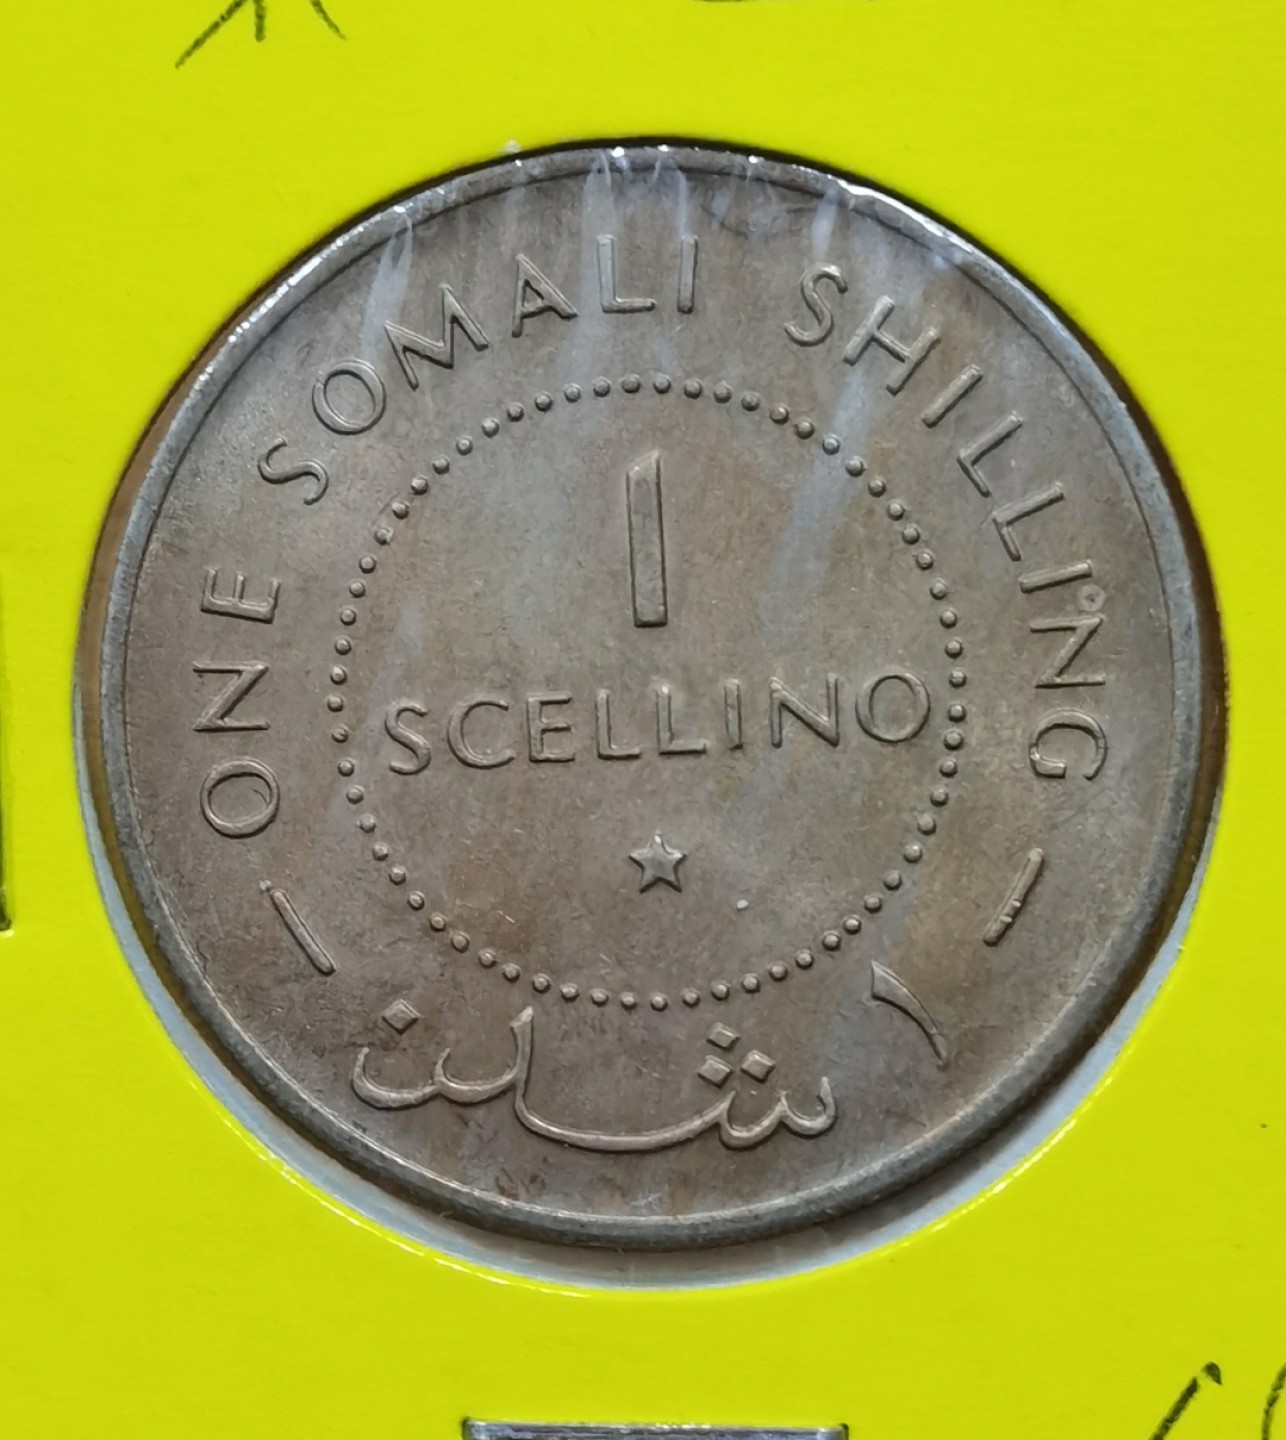 ONE SOMALI SHILLING
1
SCELLINO
١ شلن